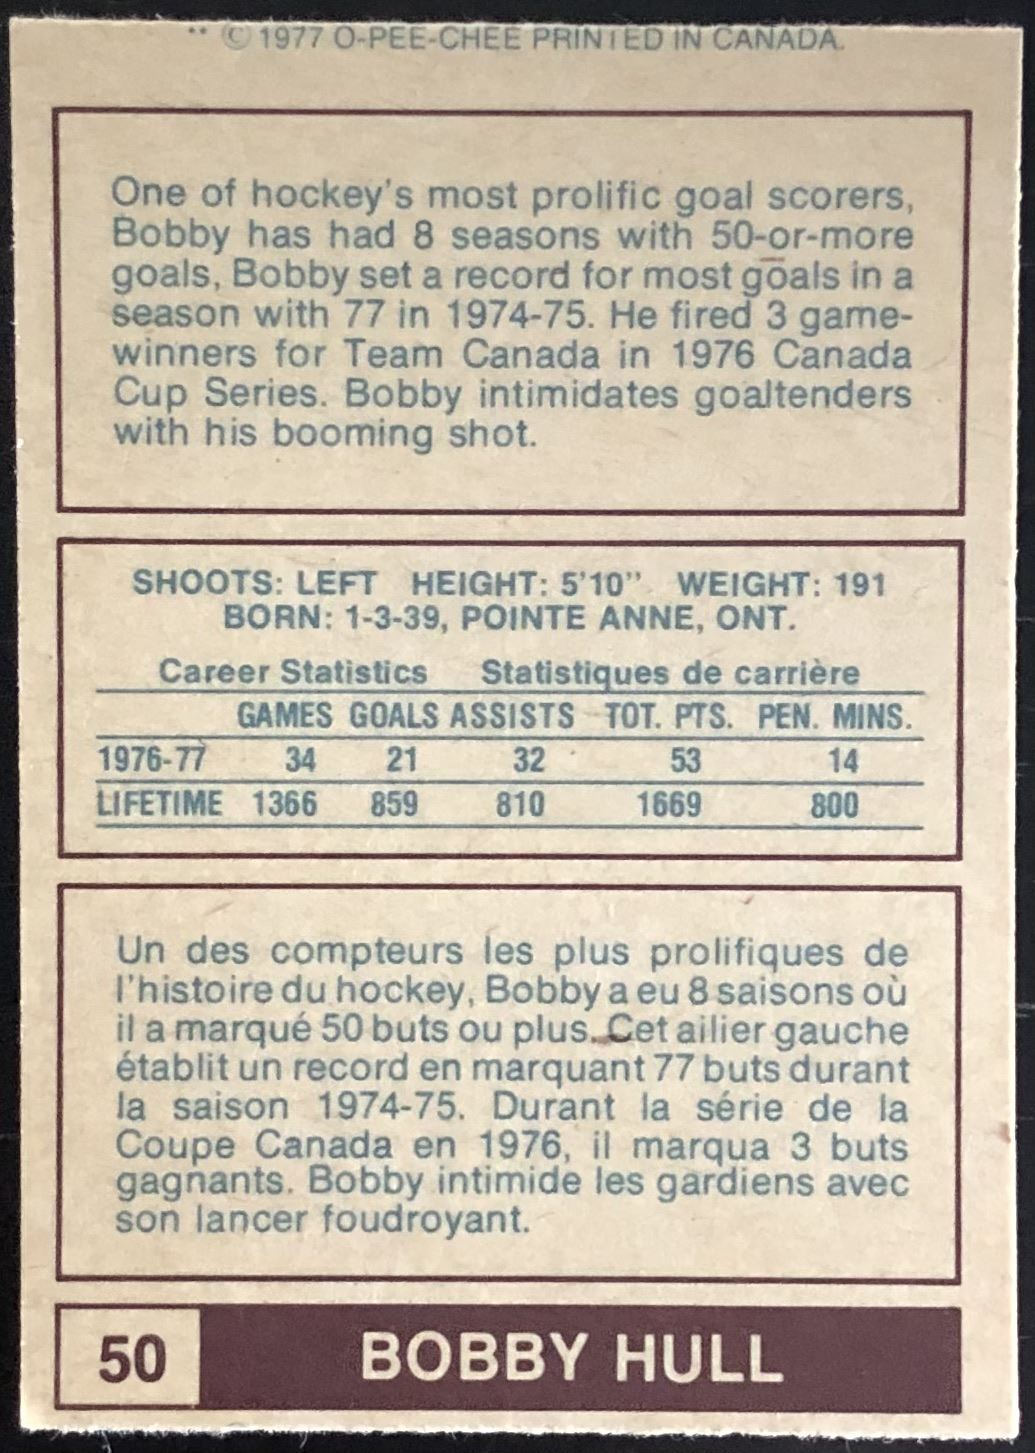 ** © 1977 O-PEE-CHEE PRINTED IN CANADA.
One of hockey's most prolific goal scorers,
Bobby has had 8 seasons with 50-or-more
goals, Bobby set a record for most goals in a
season with 77 in 1974-75. He fired 3 game-
winners for Team Canada in 1976 Canada
Cup Series. Bobby intimidates goaltenders
with his booming shot.
SHOOTS: LEFT HEIGHT: 5'10" WEIGHT: 191
BORN: 1-3-39, POINTE ANNE, ONT.
Career Statistics Statistiques de carrière
GAMES GOALS ASSISTS TOT. PTS. PEN. MINS.
1976-77 34 21 32 53 14
LIFETIME 1366 859 810 1669 800
Un des compteurs les plus prolifiques de
l'histoire du hockey, Bobby a eu 8 saisons où
il a marqué 50 buts ou plus. Cet ailier gauche
établit un record en marquant 77 buts durant
la saison 1974-75. Durant la série de la
Coupe Canada en 1976, il marqua 3 buts
gagnants. Bobby intimide les gardiens avec
son lancer foudroyant.
50 BOBBY HULL